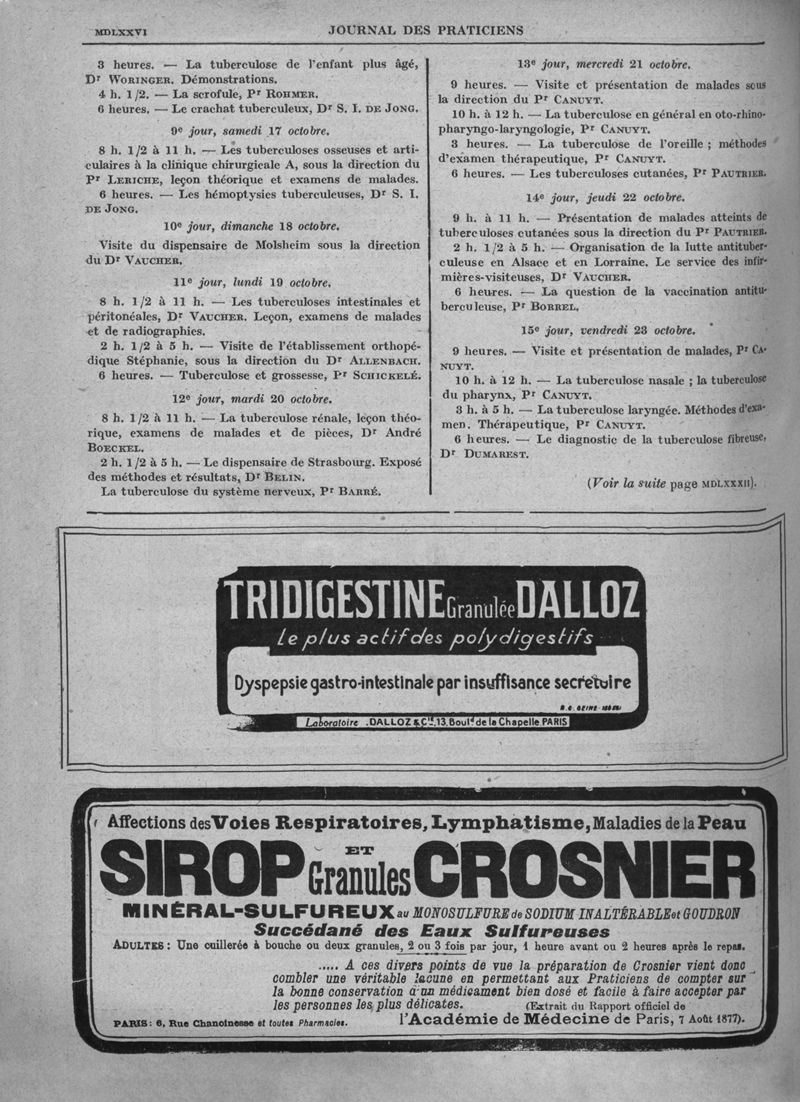 MDLXXVI
JOURNAL DES PRATICIENS
3 heures. — La tuberculose de l'enfant plus âgé,
Dr WORINGER. Démonstrations.
4 h. 1/2. — La scrofule, Pr ROHMER.
6 heures. — Le crachat tuberculeux, Dr S. I. DE JONG.
9e jour, samedi 17 octobre.
8 h. 1/2 à 11 h. — Les tuberculoses osseuses et arti-
culaires à la clinique chirurgicale A, sous la direction du
Pr LERICHE, leçon théorique et examens de malades.
6 heures. — Les hémoptysies tuberculeuses, Dr S. I.
DE JONG.
10e jour, dimanche 18 octobre.
Visite du dispensaire de Molsheim sous la direction
du Dr VAUCHER.
11e jour, lundi 19 octobre.
8 h. 1/2 à 11 h. — Les tuberculoses intestinales et
péritonéales, Dr VAUCHER. Leçon, examens de malades
et de radiographies.
2 h. 1/2 à 5 h. — Visite de l'établissement orthopé-
dique Stéphanie, sous la direction du Dr ALLENBACH.
6 heures. — Tuberculose et grossesse, Pr SCHICKELÉ.
12e jour, mardi 20 octobre.
8 h. 1/2 à 11 h. — La tuberculose rénale, leçon théo-
rique, examens de malades et de pièces, Dr André
BOECKEL.
2 h. 1/2 à 5 h. — Le dispensaire de Strasbourg. Exposé
des méthodes et résultats, Dr BELIN.
La tuberculose du système nerveux, Pr BARRÉ.
13e jour, mercredi 21 octobre.
9 heures. — Visite et présentation de malades sous
la direction du Pr CANUYT.
10 h. à 12 h. — La tuberculose en général en oto-rhino-
pharyngo-laryngologie, Pr CANUYT.
3 heures. — La tuberculose de l'oreille ; méthodes
d'examen thérapeutique, Pr CANUYT.
6 heures. — Les tuberculoses cutanées, Pr PAUTRIER.
14e jour, jeudi 22 octobre.
9 h. à 11 h. — Présentation de malades atteints de
tuberculoses cutanées sous la direction du Pr PAUTRIER.
2 h. 1/2 à 5 h. — Organisation de la lutte antituber-
culeuse en Alsace et en Lorraine. Le service des infir-
mières-visiteuses, Dr VAUCHER.
6 heures. — La question de la vaccination antitu-
berculeuse, Pr BORREL.
15e jour, vendredi 23 octobre.
9 heures. — Visite et présentation de malades, Pr CA-
NUYT.
10 h. à 12 h. — La tuberculose nasale ; la tuberculose
du pharynx, Pr CANUYT.
3 h. à 5 h. — La tuberculose laryngée. Méthodes d'exa-
men. Thérapeutique, Pr CANUYT.
6 heures. — Le diagnostic de la tuberculose fibreuse,
Dr DUMAREST.
(Voir la suite page MDLXXXII).
TRIDIGESTINE Granulée DALLOZ
Le plus actif des polydigestifs
Dyspepsie gastro-intestinale par insuffisance secretoire
Laboratoire .DALLOZ & Cie.13.Bould de la Chapelle PARIS
Affections des Voies Respiratoires, Lymphatisme, Maladies de la Peau
SIROP ET Granules CROSNIER
MINÉRAL-SULFUREUX au MONOSULFURE de SODIUM INALTÉRABLE et GOUDRON
Succédané des Eaux Sulfureuses
ADULTES : Une cuillerée à bouche ou deux granules, 2 ou 3 fois par jour, 1 heure avant ou 2 heures après le repas.
..... A ces divers points de vue la préparation de Crosnier vient donc
combler une véritable lacune en permettant aux Praticiens de compter sur
la bonne conservation d'un médicament bien dosé et facile à faire accepter par
les personnes les plus délicates.
(Extrait du Rapport officiel de
l'Académie de Médecine de Paris, 7 Août 1877).
PARIS : 6, Rue Chanoinesse et toutes Pharmacies.